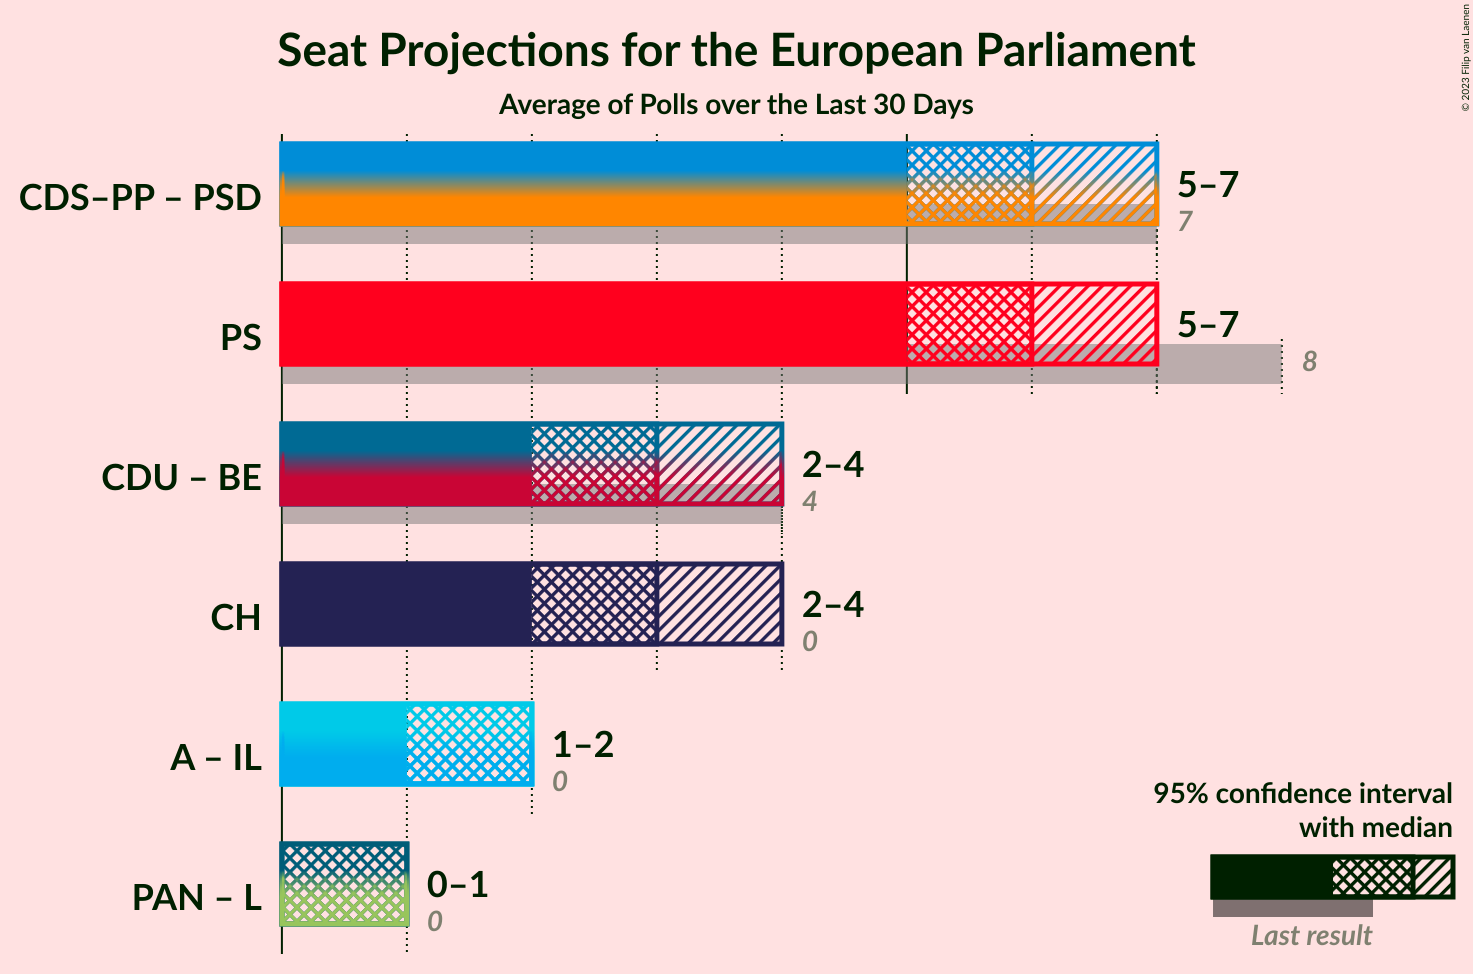 Seat Projections for the European Parliament
Average of Polls over the Last 30 Days
© 2023 Filip van Laenen
CDS–PP – PSD
5–7
7
PS
5–7
8
CDU – BE
2–4
4
CH
2–4
0
A – IL
1–2
0
PAN – L
0–1
0
95% confidence interval
with median
Last result